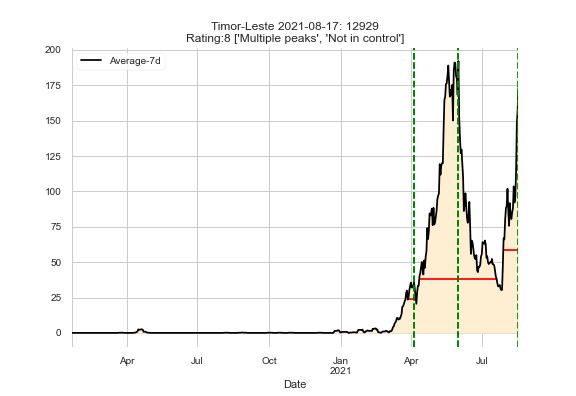 Timor-Leste 2021-08-17: 12929
Rating:8 ['Multiple peaks', 'Not in control']
Average-7d
200
175
150
125
100
75
50
25
0
Apr
Jul
Oct
Jan
2021
Apr
Jul
Date